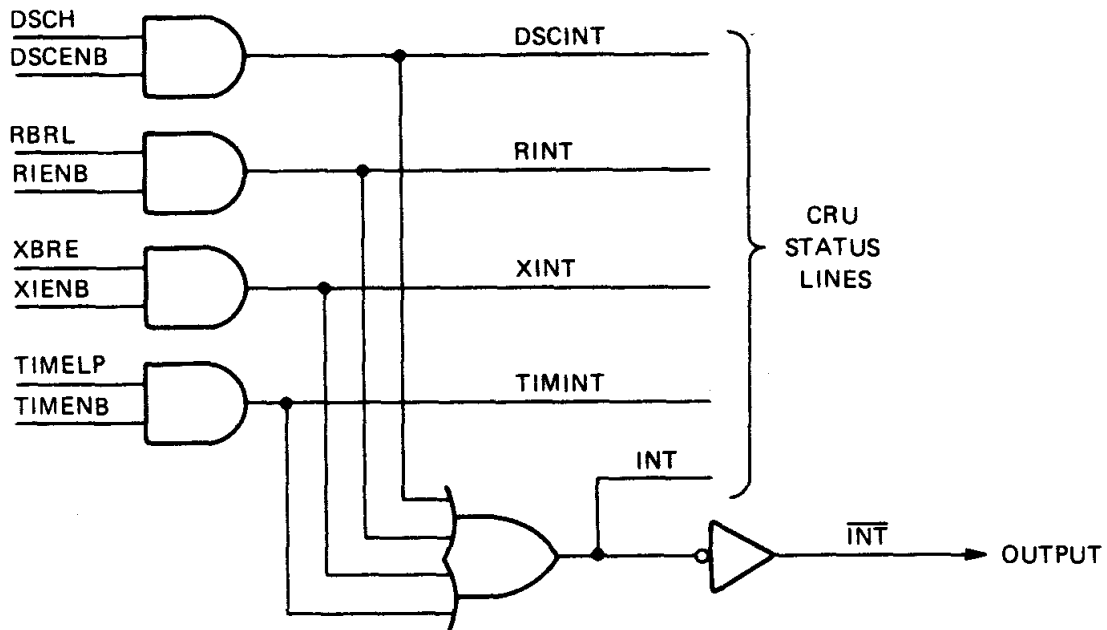 DSCH
DSCENB
DSCINT
RBRL
RIENB
RINT
XBRE
XIENB
XINT
TIMELP
TIMENB
TIMINT
INT
CRU
STATUS
LINES
INT
OUTPUT